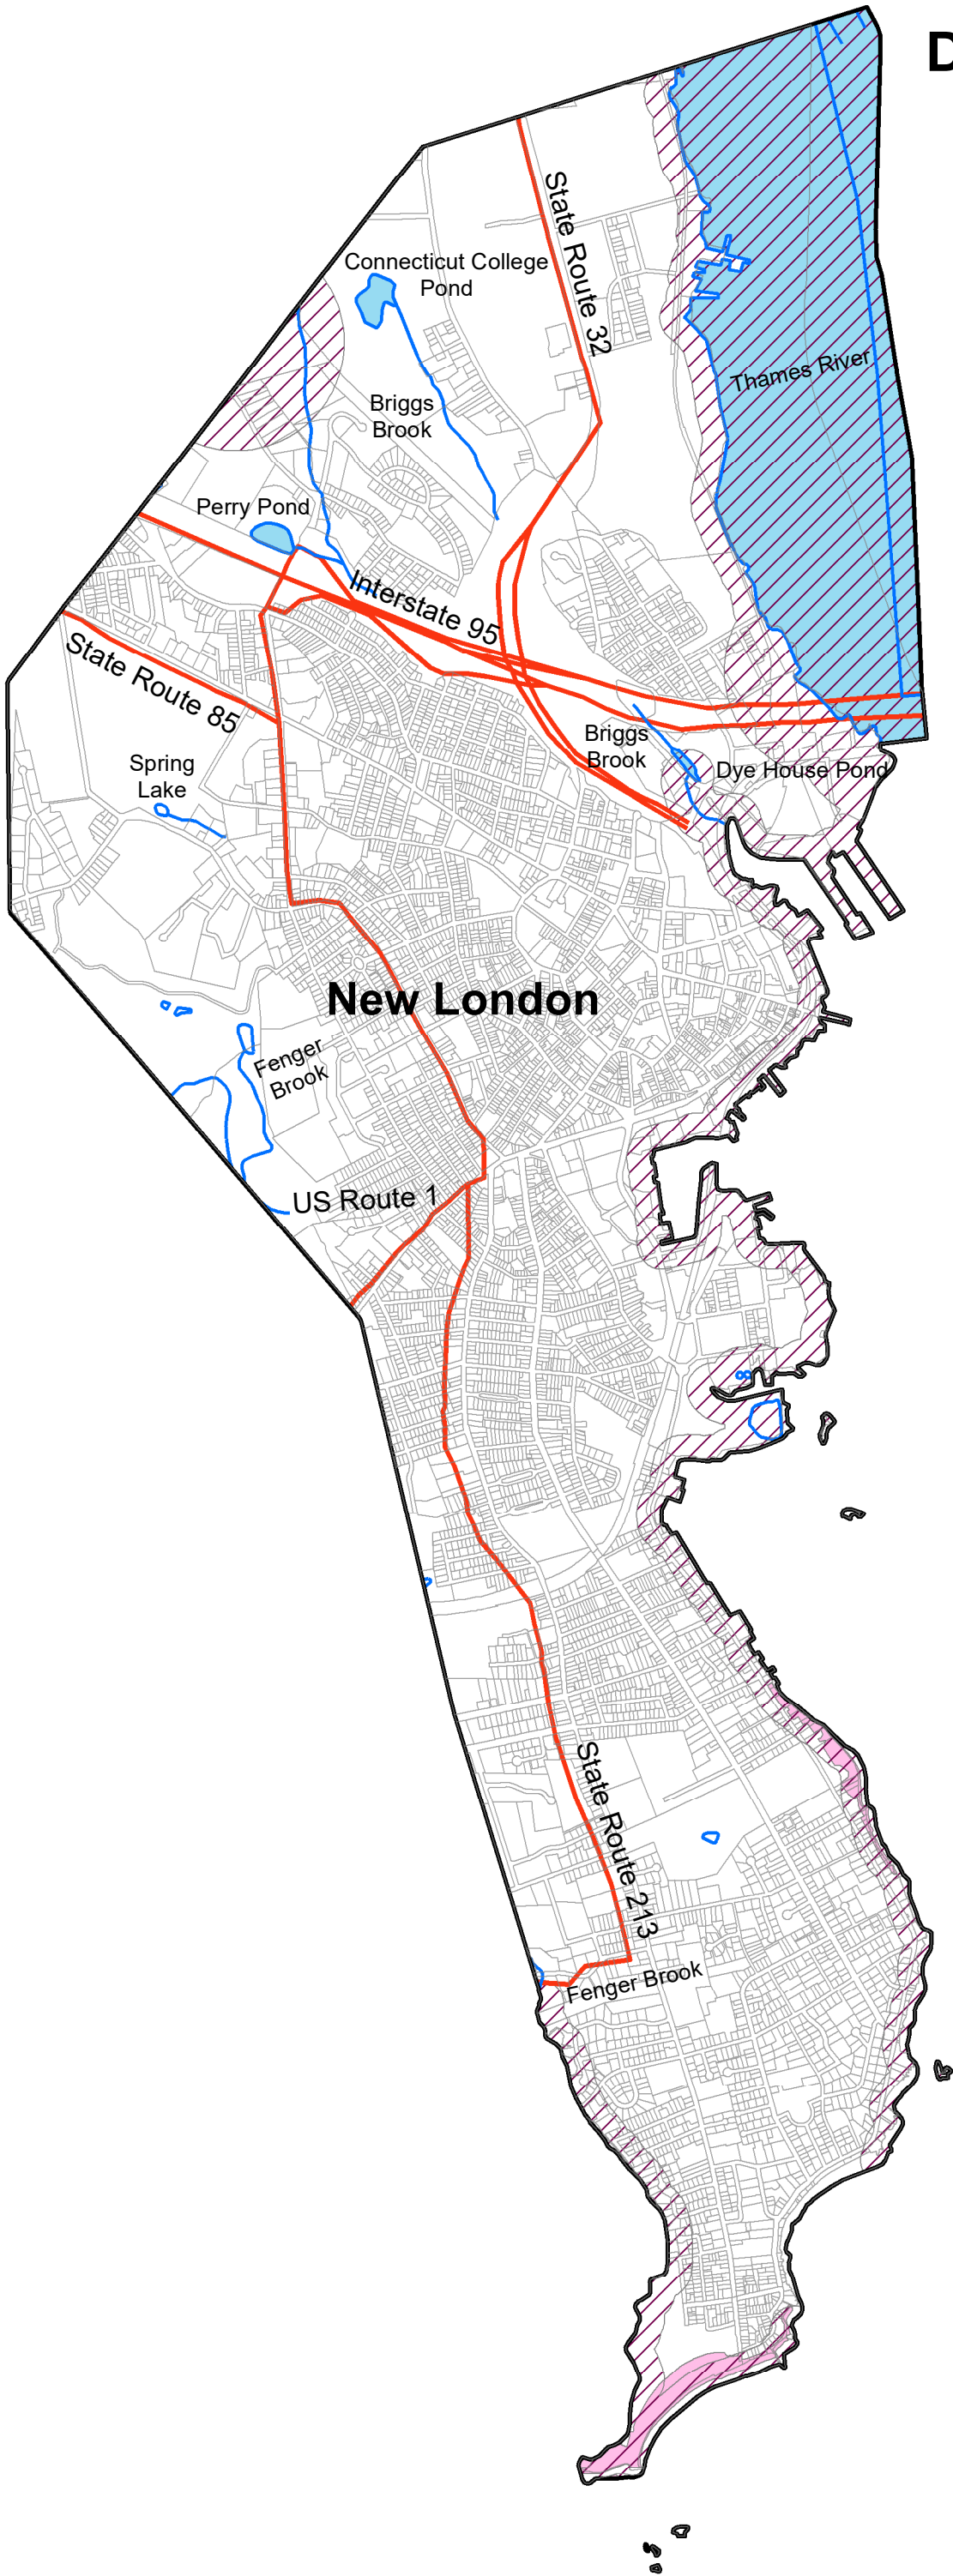 D
State Route 32
Connecticut College
Pond
Thames River
Briggs
Brook
Perry Pond
Interstate 95
State Route 85
Briggs
Brook
Spring
Lake
Dye House Pond
New London
Fenger
Brook
US Route 1
State Route 213
Fenger Brook